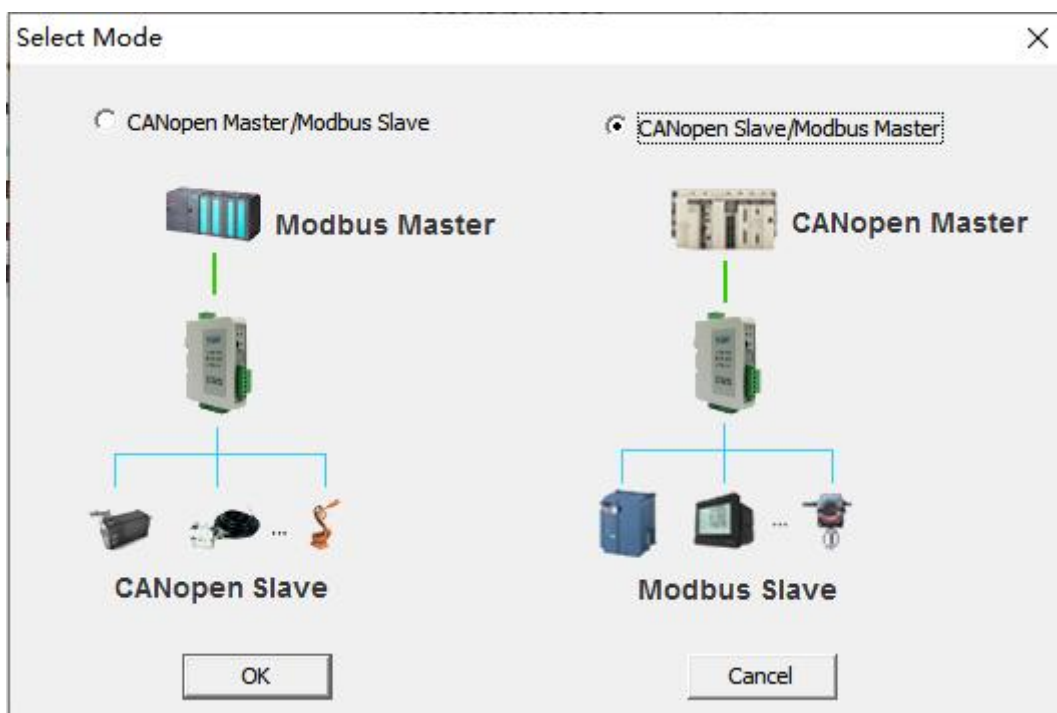 Select Mode
CANopen Master/Modbus Slave
CANopen Slave/Modbus Master
Modbus Master
CANopen Master
...
...
CANopen Slave
Modbus Slave
OK
Cancel